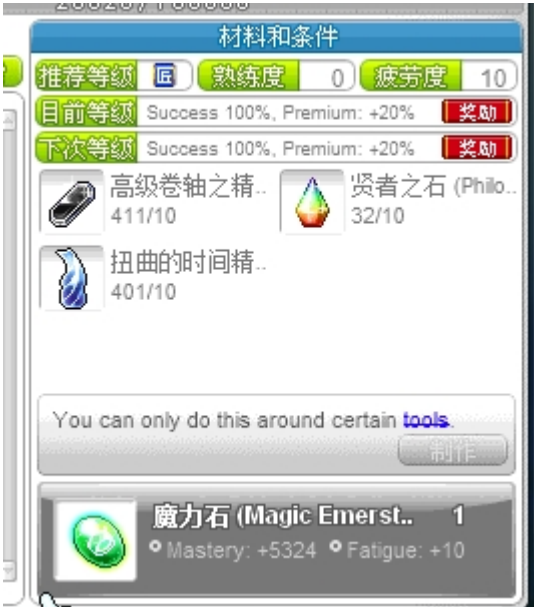 材料和条件
推荐等级 匠 熟练度 0 疲劳度 10
目前等级 Success 100%, Premium: +20% 奖励
下次等级 Success 100%, Premium: +20% 奖励
高级卷轴之精.. 贤者之石 (Philo..
411/10 32/10
扭曲的时间精..
401/10
You can only do this around certain tools.
制作
魔力石 (Magic Emerst.. 1
Mastery: +5324 Fatigue: +10